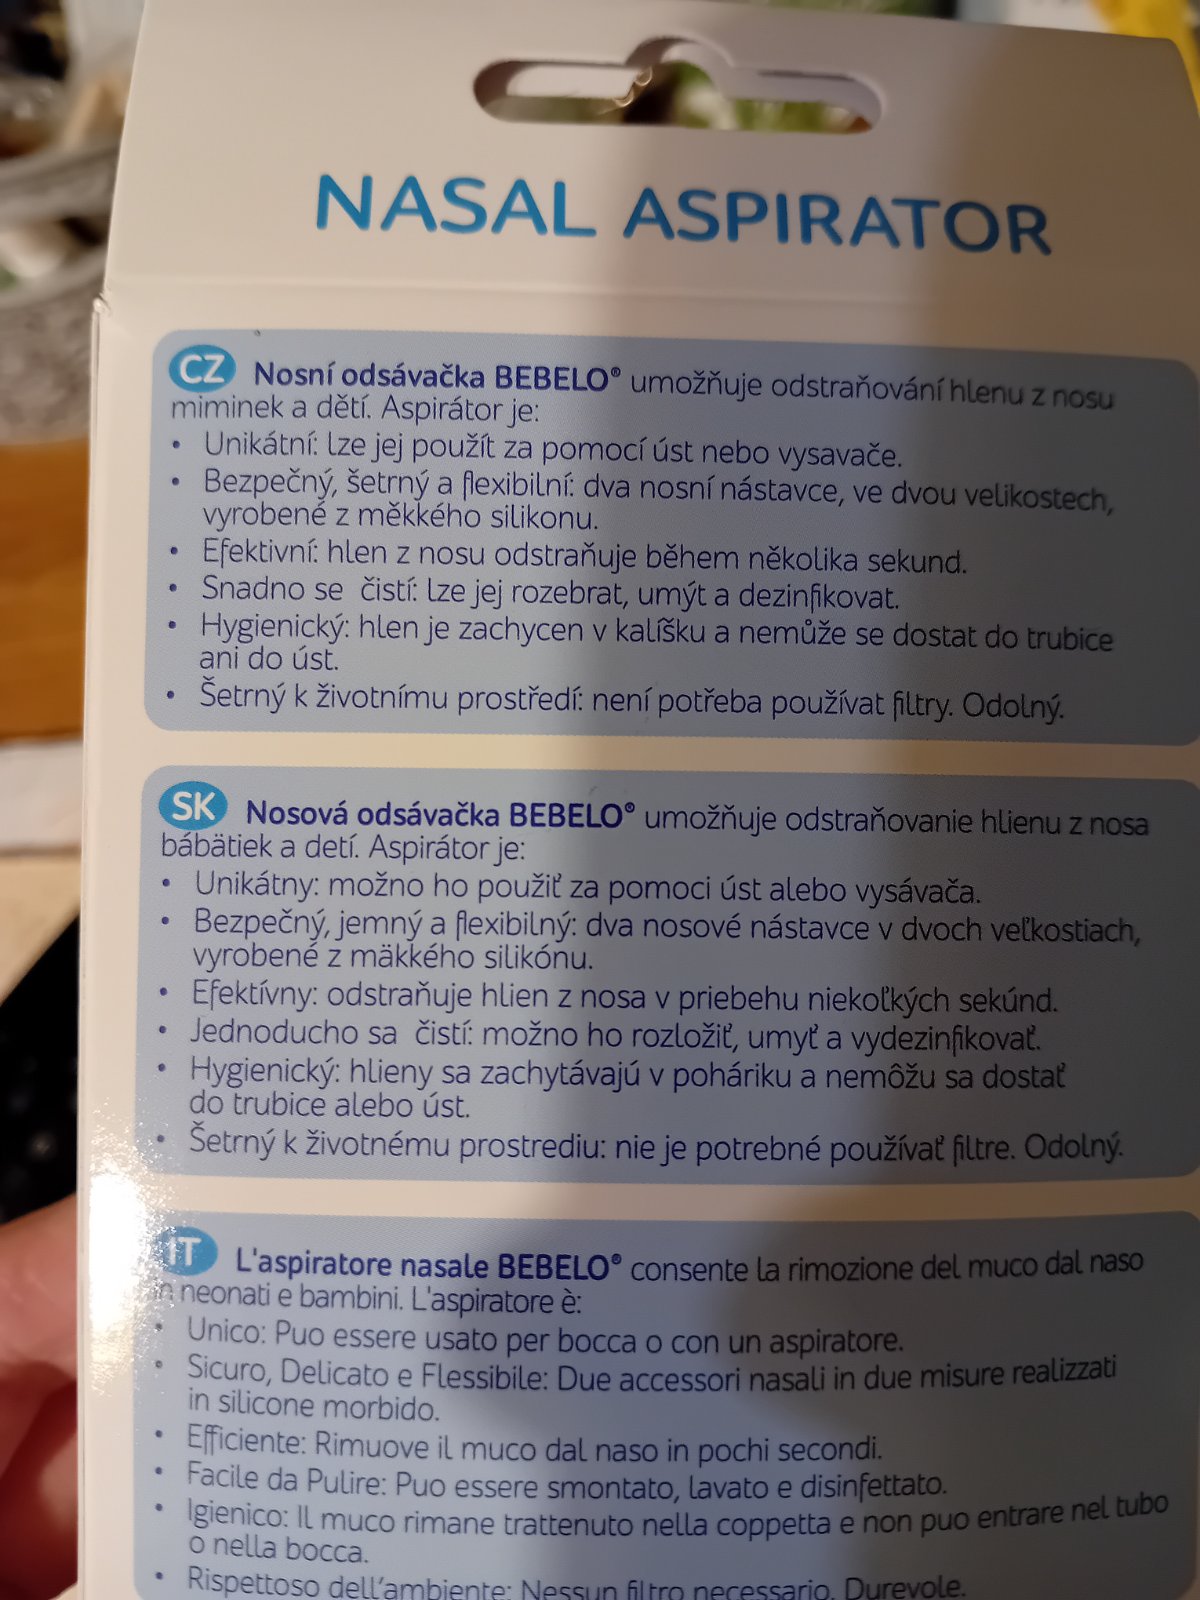 NASAL ASPIRATOR
CZ Nosní odsávačka BEBELO® umožňuje odstraňování hlenu z nosu
miminek a dětí. Aspirátor je:
• Unikátní: lze jej použít za pomocí úst nebo vysavače.
• Bezpečný, šetrný a flexibilní: dva nosní nástavce, ve dvou velikostech,
vyrobené z měkkého silikonu.
• Efektivní: hlen z nosu odstraňuje během několika sekund.
• Snadno se čistí: lze jej rozebrat, umýt a dezinfikovat.
• Hygienický: hlen je zachycen v kalíšku a nemůže se dostat do trubice
ani do úst.
• Šetrný k životnímu prostředí: není potřeba používat filtry. Odolný.
SK Nosová odsávačka BEBELO® umožňuje odstraňovanie hlienu z nosa
bábätiek a detí. Aspirátor je:
• Unikátny: možno ho použiť za pomoci úst alebo vysávača.
• Bezpečný, jemný a flexibilný: dva nosové nástavce v dvoch veľkostiach,
vyrobené z mäkkého silikónu.
• Efektívny: odstraňuje hlien z nosa v priebehu niekoľkých sekúnd.
• Jednoducho sa čistí: možno ho rozložiť, umyť a vydezinfikovať.
• Hygienický: hlieny sa zachytávajú v poháriku a nemôžu sa dostať
do trubice alebo úst.
• Šetrný k životnému prostrediu: nie je potrebné používať filtre. Odolný.
IT L'aspiratore nasale BEBELO® consente la rimozione del muco dal naso
in neonati e bambini. L'aspiratore è:
• Unico: Puo essere usato per bocca o con un aspiratore.
• Sicuro, Delicato e Flessibile: Due accessori nasali in due misure realizzati
in silicone morbido.
• Efficiente: Rimuove il muco dal naso in pochi secondi.
• Facile da Pulire: Puo essere smontato, lavato e disinfettato.
• Igienico: Il muco rimane trattenuto nella coppetta e non puo entrare nel tubo
o nella bocca.
• Rispettoso dell'ambiente: Nessun filtro necessario. Durevole.